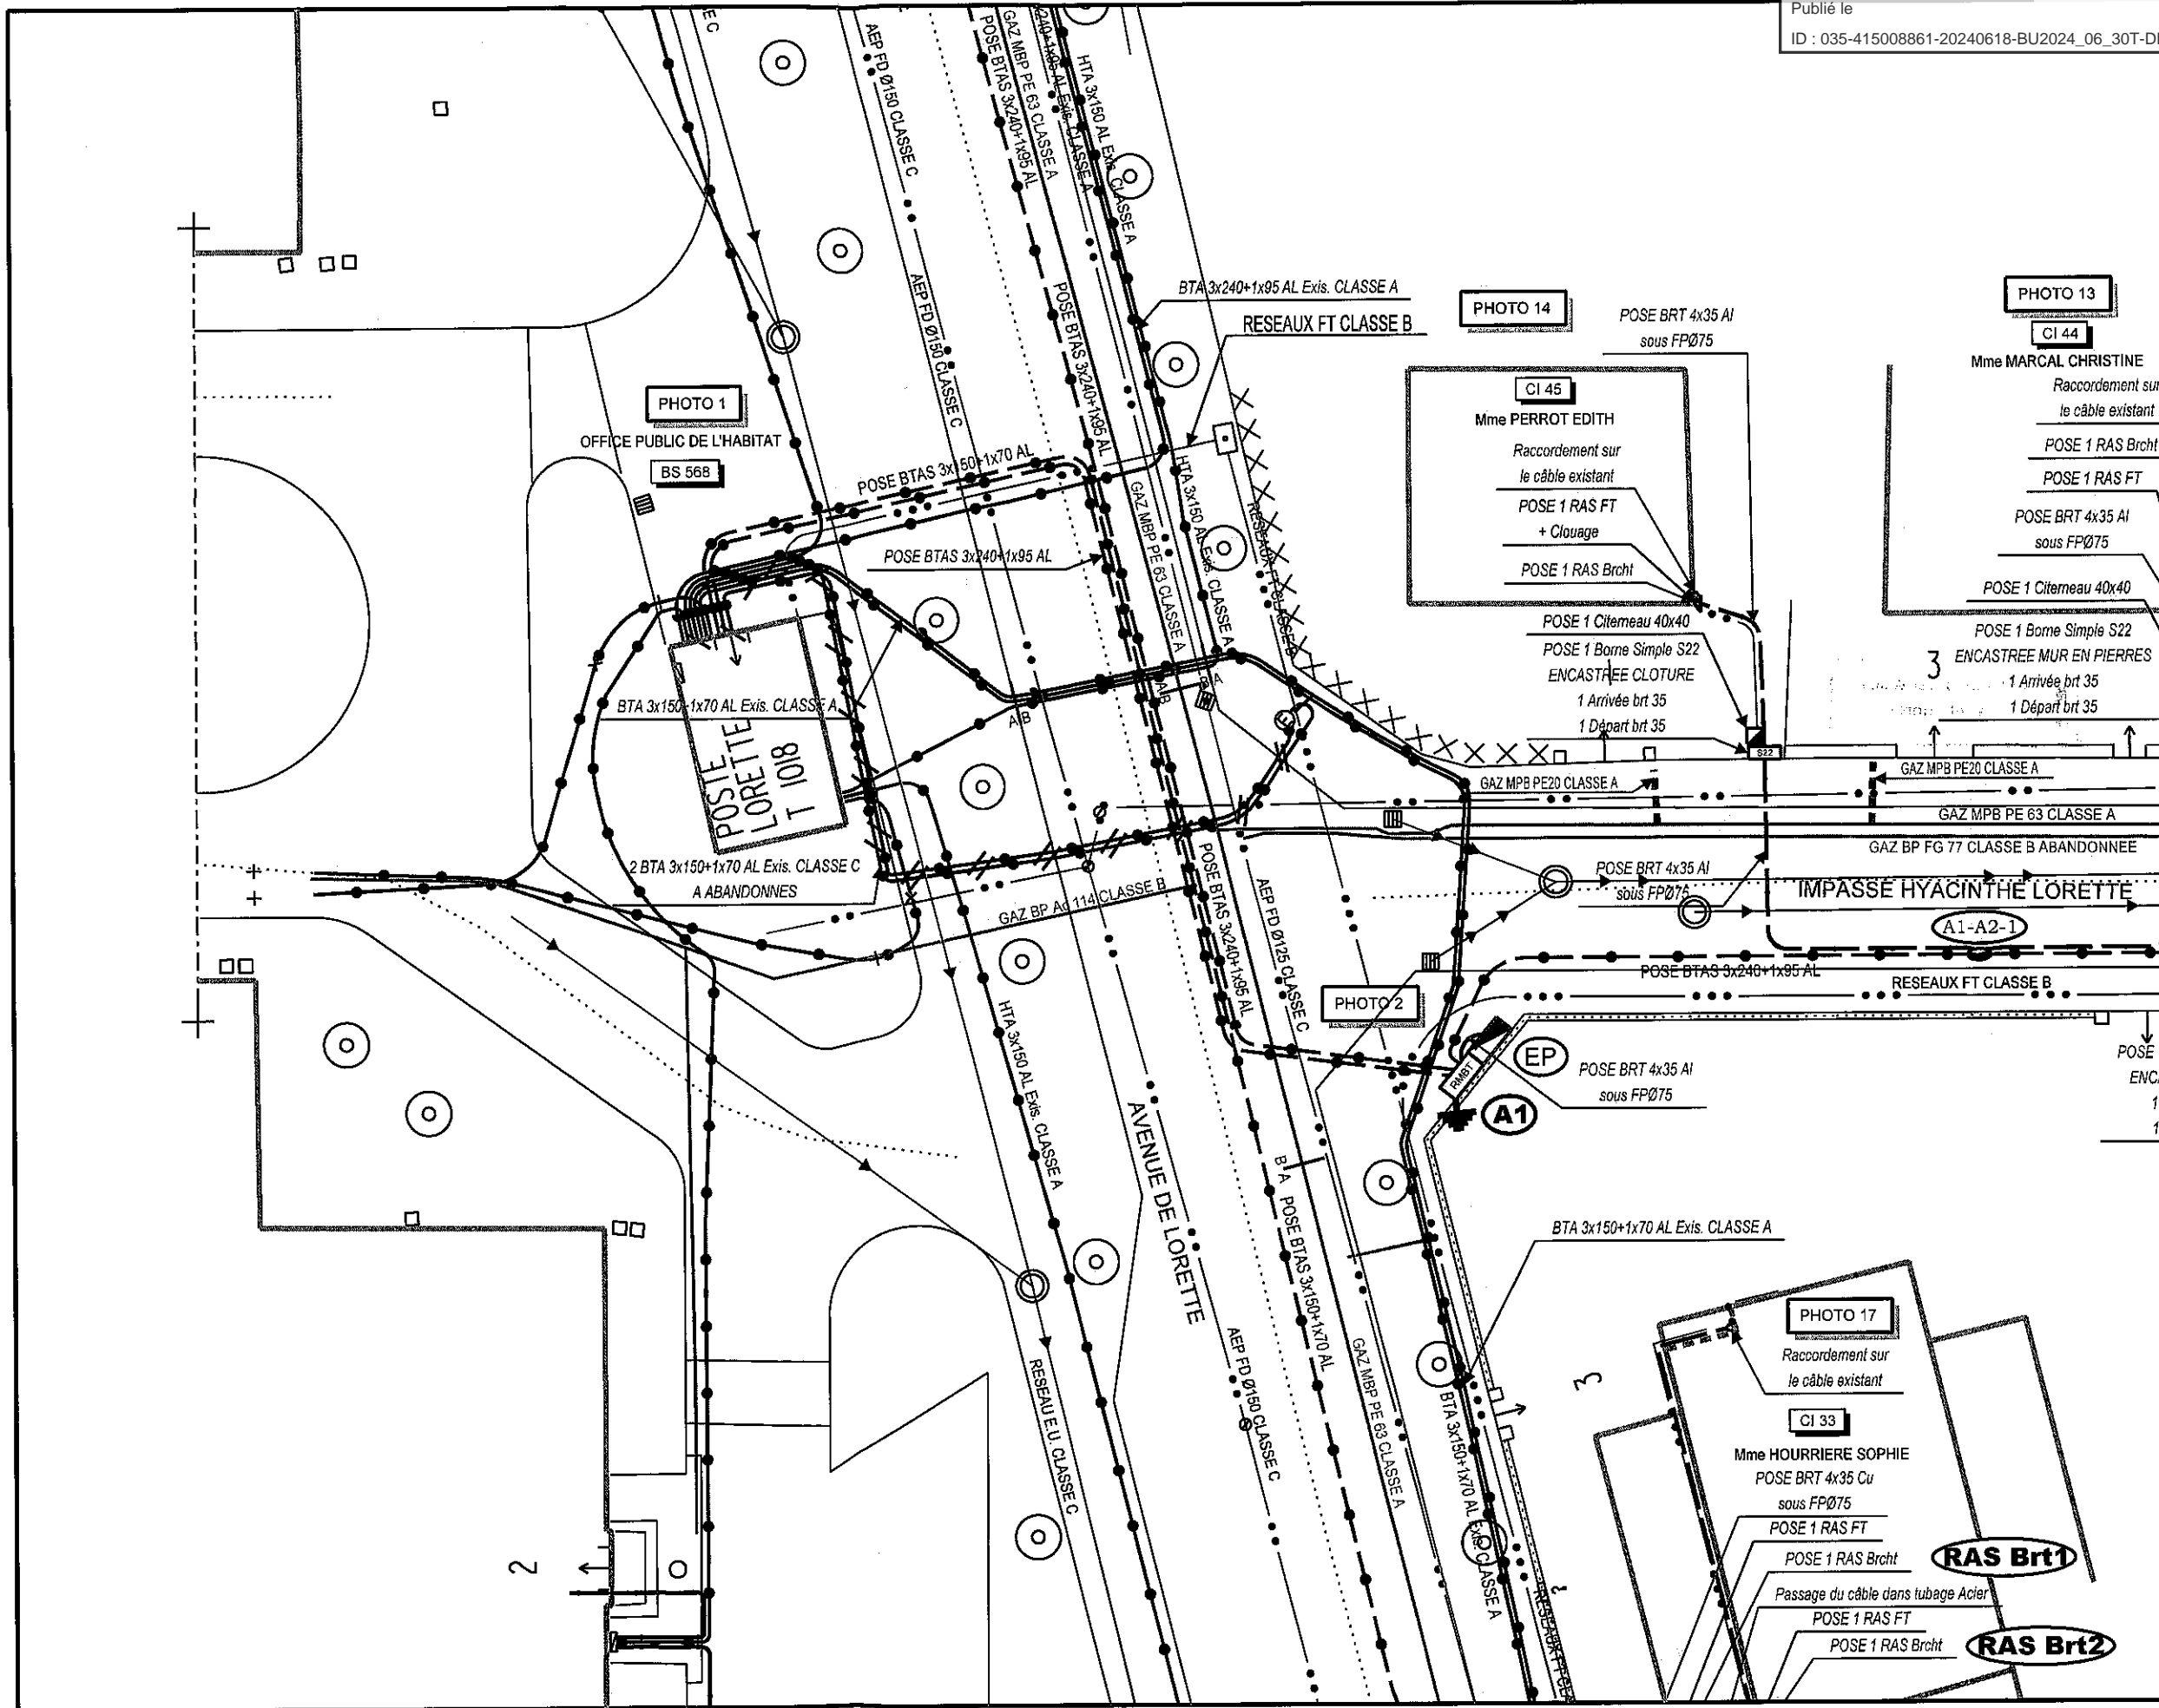 Publié le
ID : 035-415008861-20240618-BU2024_06_30T-DE
AEP FD Ø150 CLASSE C
POSE BTAS 3x240+1x95 AL
GAZ MBP PE 63 CLASSE A
3x240+1x95 AL Exis. CLASSE A
HTA 3x150 AL Exis. CLASSE A
BTA 3x240+1x95 AL Exis. CLASSE A
RESEAUX FT CLASSE B
PHOTO 14
POSE BRT 4x35 Al
sous FPØ75
PHOTO 13
CI 44
Mme MARCAL CHRISTINE
Raccordement sur
le câble existant
POSE 1 RAS Brcht
POSE 1 RAS FT
POSE BRT 4x35 Al
sous FPØ75
POSE 1 Citerneau 40x40
POSE 1 Borne Simple S22
ENCASTREE MUR EN PIERRES
1 Arrivée brt 35
1 Départ brt 35
3
CI 45
Mme PERROT EDITH
Raccordement sur
le câble existant
POSE 1 RAS FT
+ Clouage
POSE 1 RAS Brcht
POSE 1 Citerneau 40x40
POSE 1 Borne Simple S22
ENCASTREE CLOTURE
1 Arrivée brt 35
1 Départ brt 35
S22
PHOTO 1
OFFICE PUBLIC DE L'HABITAT
BS 568
AEP FD Ø150 CLASSE C
POSE BTAS 3x240+1x95 AL
POSE BTAS 3x150+1x70 AL
POSE BTAS 3x240+1x95 AL
HTA 3x150 AL Exis. CLASSE A
GAZ MBP PE 63 CLASSE A
RESEAUX FT CLASSE B
BTA 3x150+1x70 AL Exis. CLASSE A
POSTE
LORETTE
T 1018
A B
A B
B A
2 BTA 3x150+1x70 AL Exis. CLASSE C
A ABANDONNES
GAZ BP Ac 114 CLASSE B
GAZ MPB PE20 CLASSE A
GAZ MPB PE20 CLASSE A
GAZ MPB PE 63 CLASSE A
GAZ BP FG 77 CLASSE B ABANDONNEE
POSE BRT 4x35 Al
sous FPØ75
IMPASSE HYACINTHE LORETTE
A1-A2-1
POSE BTAS 3x240+1x95 AL
RESEAUX FT CLASSE B
POSE BTAS 3x240+1x95 AL
AEP FD Ø125 CLASSE C
PHOTO 2
EP
RMBT
POSE BRT 4x35 Al
sous FPØ75
A1
POSE
ENCA
1
1
HTA 3x150 AL Exis. CLASSE A
AVENUE DE LORETTE
B A
POSE BTAS 3x150+1x70 AL
BTA 3x150+1x70 AL Exis. CLASSE A
RESEAU E.U. CLASSE C
AEP FD Ø150 CLASSE C
GAZ MBP PE 63 CLASSE A
BTA 3x150+1x70 AL Exis. CLASSE A
3
PHOTO 17
Raccordement sur
le câble existant
CI 33
Mme HOURRIERE SOPHIE
POSE BRT 4x35 Cu
sous FPØ75
POSE 1 RAS FT
POSE 1 RAS Brcht
RAS Brt1
Passage du câble dans tubage Acier
POSE 1 RAS FT
POSE 1 RAS Brcht
RAS Brt2
2